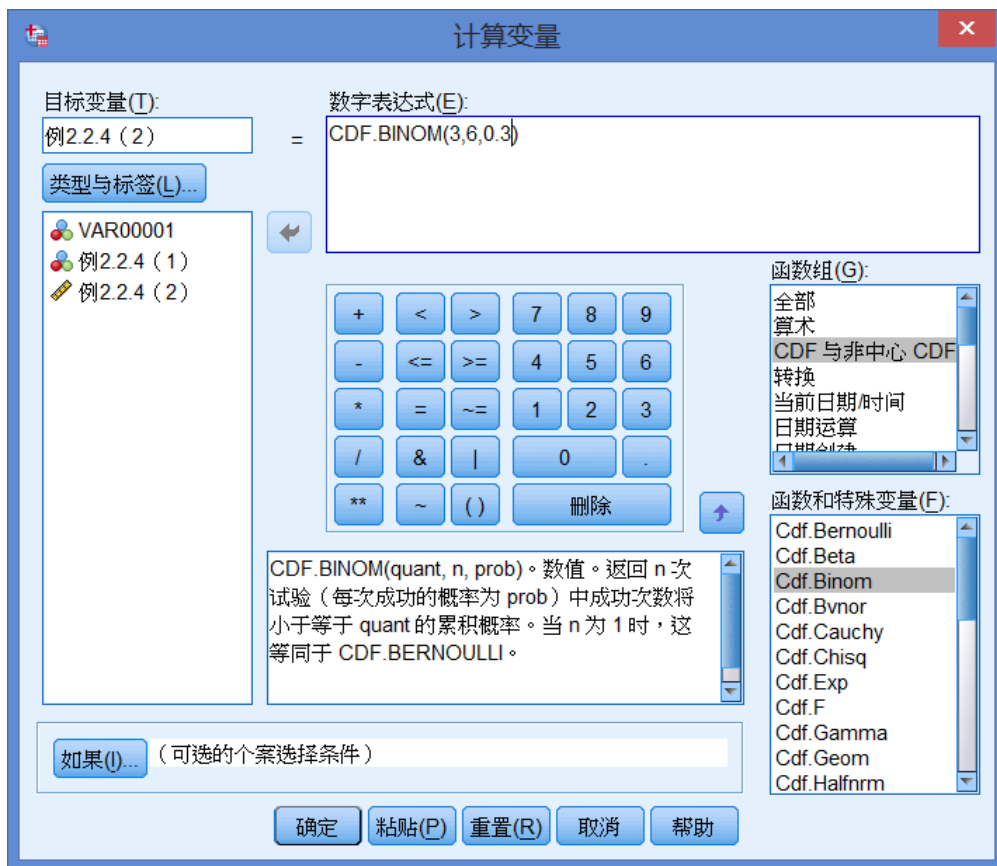 计算变量
目标变量(T):
例2.2.4（2）
=
数字表达式(E):
CDF.BINOM(3,6,0.3)
类型与标签(L)...
VAR00001
例2.2.4（1）
例2.2.4（2）
+ < > 7 8 9
- <= >= 4 5 6
* = ~= 1 2 3
/ & | 0 .
** ~ ( ) 删除
函数组(G):
全部
算术
CDF 与非中心 CDF
转换
当前日期/时间
日期运算
日期创建
CDF.BINOM(quant, n, prob)。数值。返回 n 次
试验（每次成功的概率为 prob）中成功次数将
小于等于 quant 的累积概率。当 n 为 1 时，这
等同于 CDF.BERNOULLI。
函数和特殊变量(F):
Cdf.Bernoulli
Cdf.Beta
Cdf.Binom
Cdf.Bvnor
Cdf.Cauchy
Cdf.Chisq
Cdf.Exp
Cdf.F
Cdf.Gamma
Cdf.Geom
Cdf.Halfnrm
如果(I)...
（可选的个案选择条件）
确定 粘贴(P) 重置(R) 取消 帮助